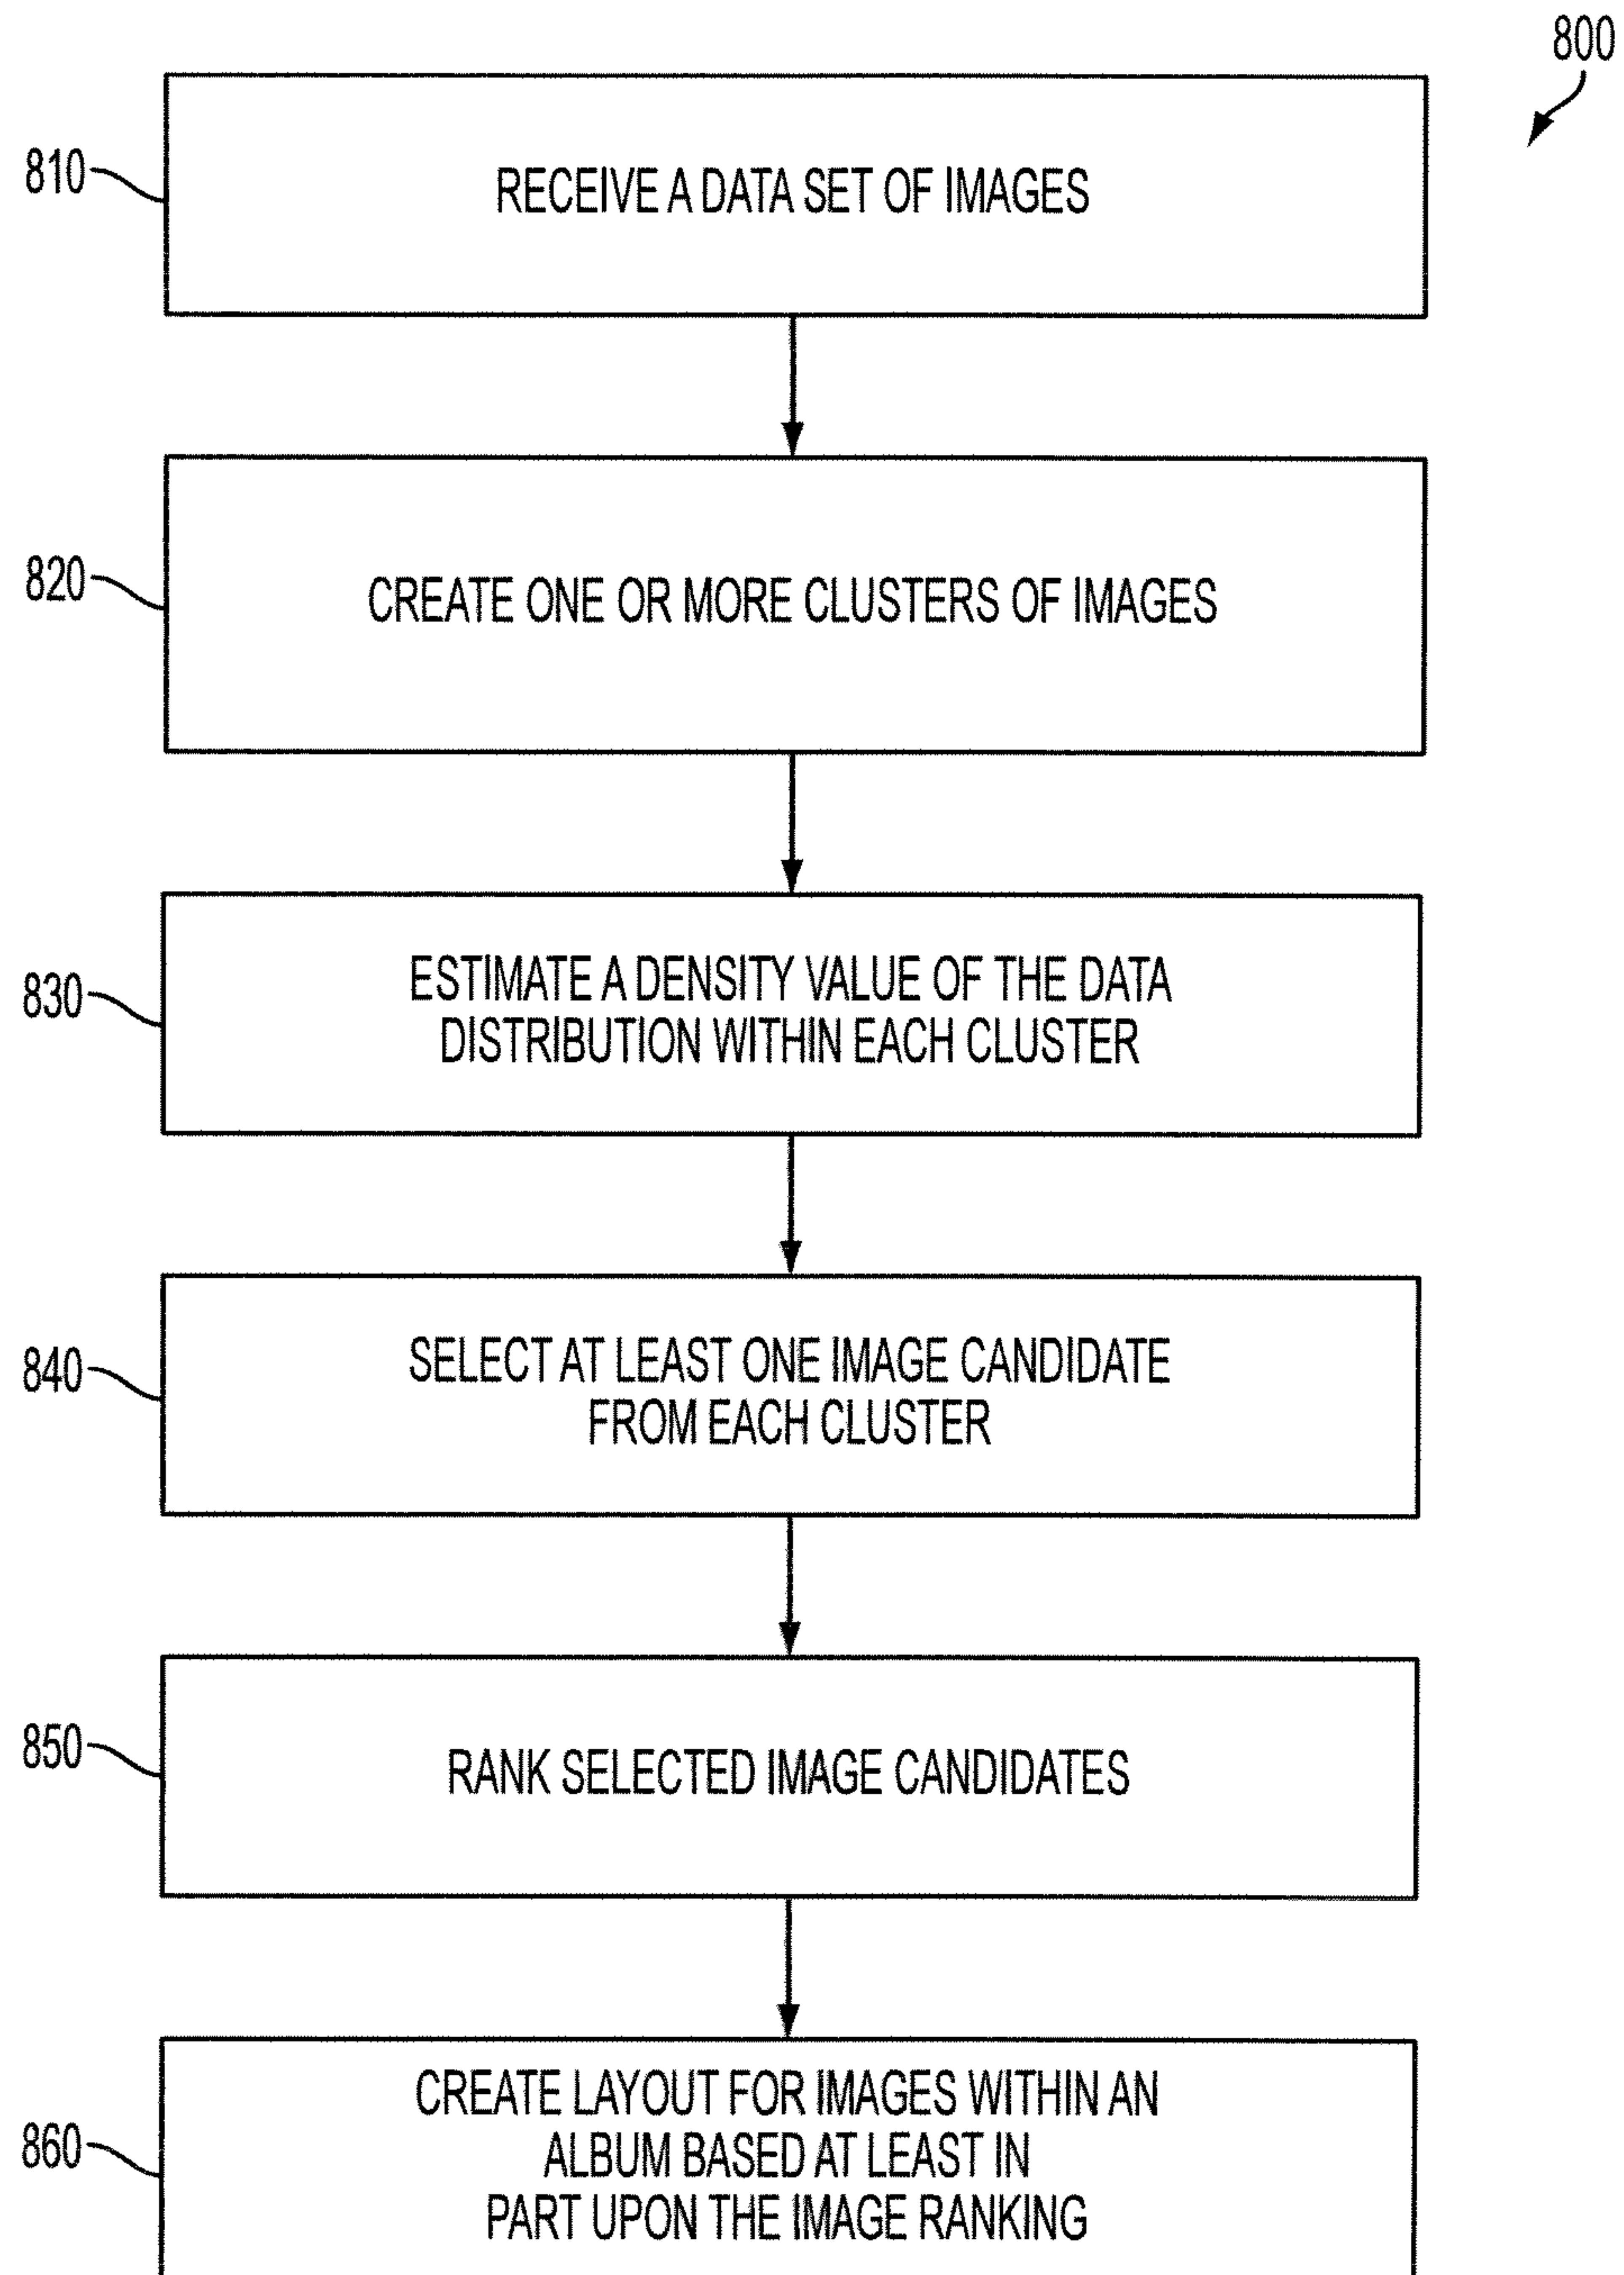 800
810
RECEIVE A DATA SET OF IMAGES
820
CREATE ONE OR MORE CLUSTERS OF IMAGES
830
ESTIMATE A DENSITY VALUE OF THE DATA
DISTRIBUTION WITHIN EACH CLUSTER
840
SELECT AT LEAST ONE IMAGE CANDIDATE
FROM EACH CLUSTER
850
RANK SELECTED IMAGE CANDIDATES
860
CREATE LAYOUT FOR IMAGES WITHIN AN
ALBUM BASED AT LEAST IN
PART UPON THE IMAGE RANKING